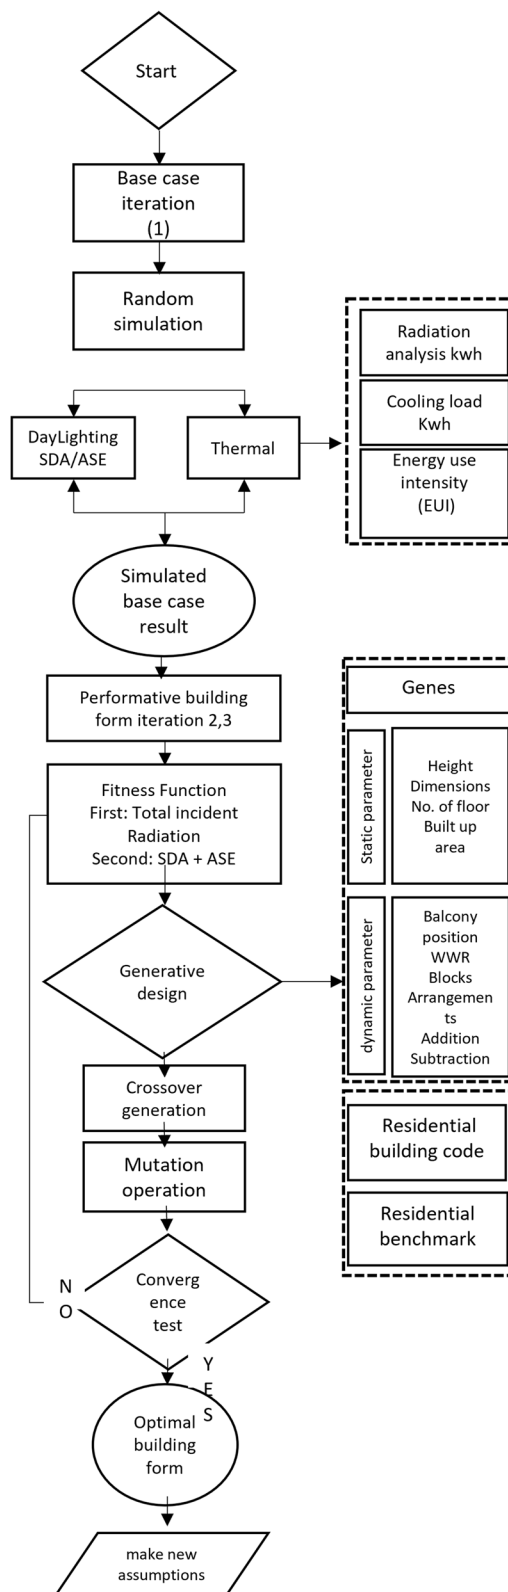 Start
Base case
iteration
(1)
Random
simulation
DayLighting
SDA/ASE
Thermal
Radiation
analysis kwh
Cooling load
Kwh
Energy use
intensity
(EUI)
Simulated
base case
result
Performative building
form iteration 2,3
Fitness Function
First: Total incident
Radiation
Second: SDA + ASE
Generative
design
Genes
Static parameter
Height
Dimensions
No. of floor
Built up
area
dynamic parameter
Balcony
position
WWR
Blocks
Arrangemen
ts
Addition
Subtraction
Crossover
generation
Mutation
operation
Residential
building code
Residential
benchmark
Converg
ence
test
N
O
Y
E
S
Optimal
building
form
make new
assumptions